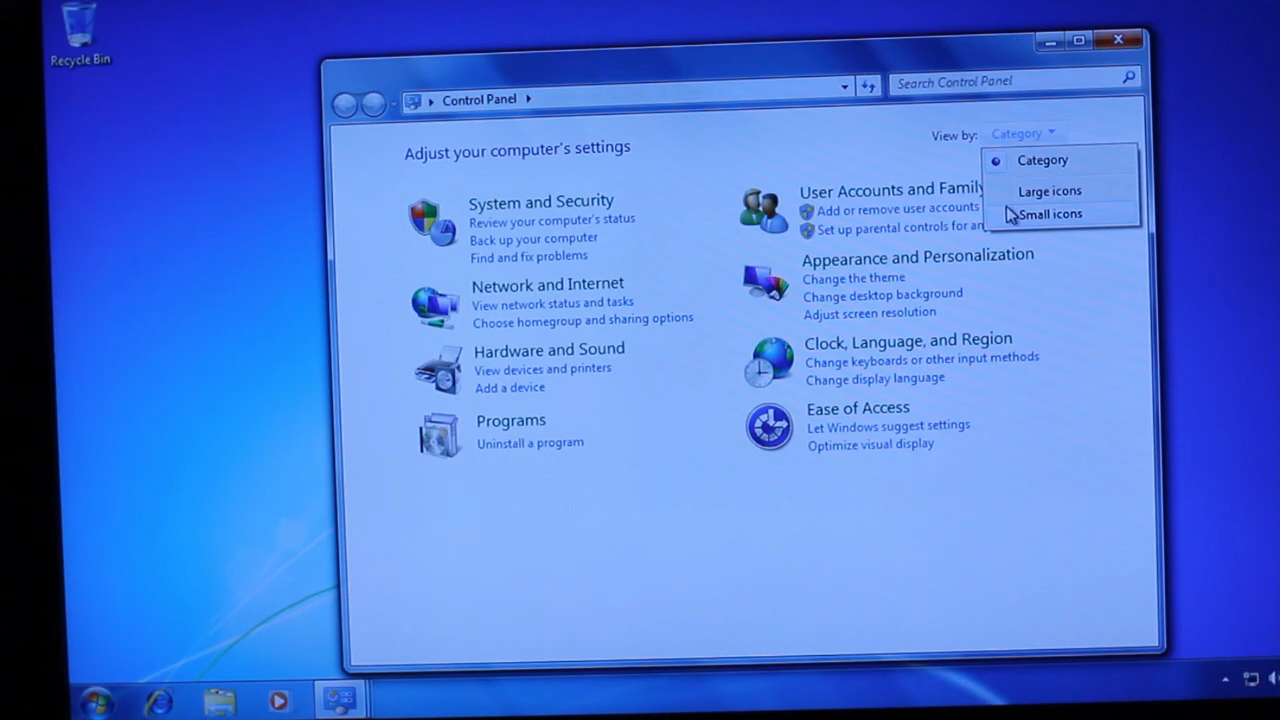 Recycle Bin
Control Panel
Search Control Panel
View by: Category
Adjust your computer's settings
Category
Large icons
Small icons
System and Security
Review your computer's status
Back up your computer
Find and fix problems
Network and Internet
View network status and tasks
Choose homegroup and sharing options
Hardware and Sound
View devices and printers
Add a device
Programs
Uninstall a program
User Accounts and Family
Add or remove user accounts
Set up parental controls for
Appearance and Personalization
Change the theme
Change desktop background
Adjust screen resolution
Clock, Language, and Region
Change keyboards or other input methods
Change display language
Ease of Access
Let Windows suggest settings
Optimize visual display